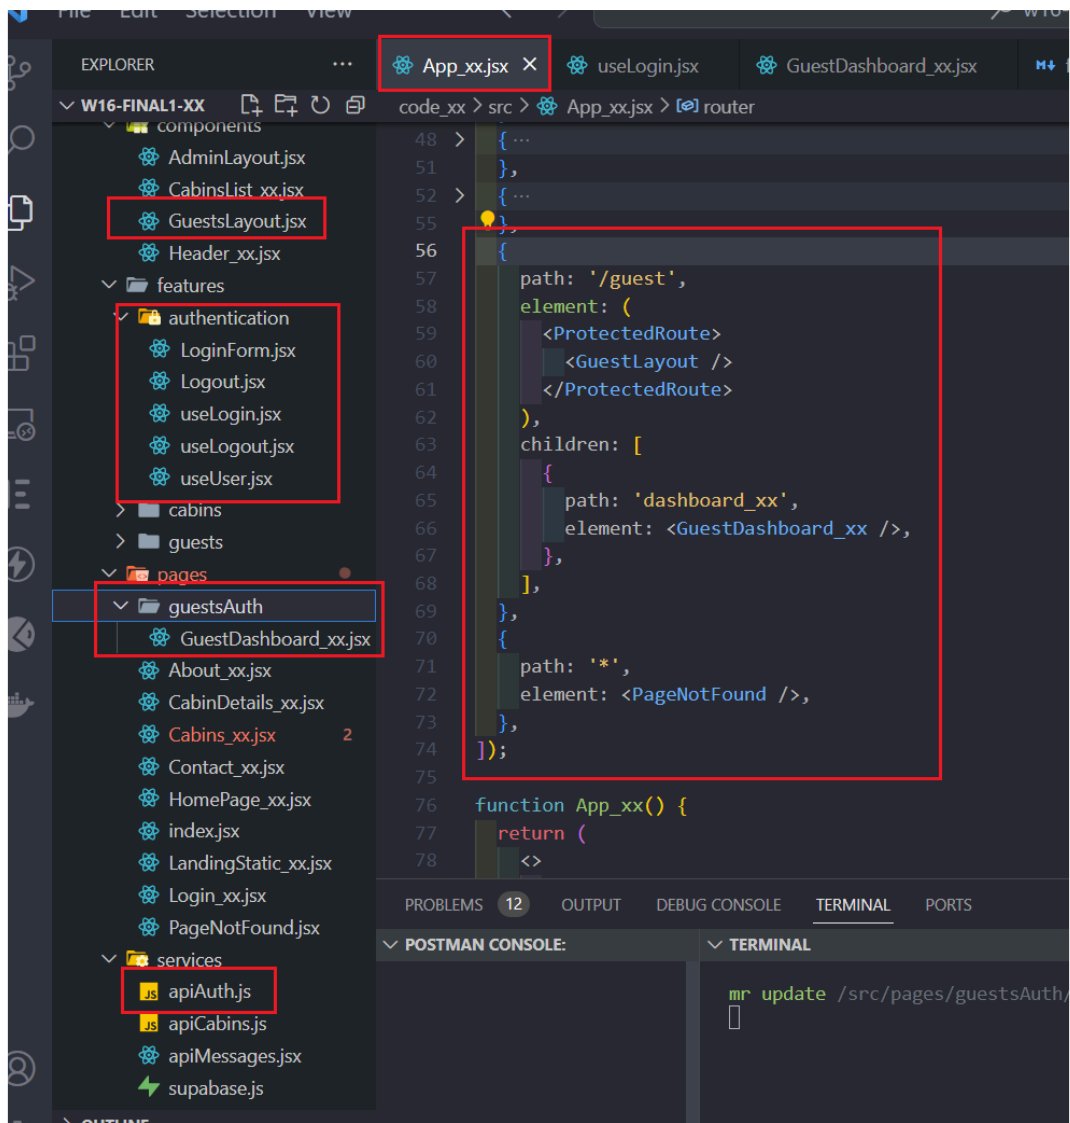 File Edit Selection View
EXPLORER ···
W16-FINAL1-XX
components
AdminLayout.jsx
CabinsList_xx.jsx
GuestsLayout.jsx
Header_xx.jsx
features
authentication
LoginForm.jsx
Logout.jsx
useLogin.jsx
useLogout.jsx
useUser.jsx
cabins
guests
pages
guestsAuth
GuestDashboard_xx.jsx
About_xx.jsx
CabinDetails_xx.jsx
Cabins_xx.jsx 2
Contact_xx.jsx
HomePage_xx.jsx
index.jsx
LandingStatic_xx.jsx
Login_xx.jsx
PageNotFound.jsx
services
JS apiAuth.js
JS apiCabins.js
apiMessages.jsx
supabase.js
OUTLINE
App_xx.jsx × useLogin.jsx GuestDashboard_xx.jsx M↓
code_xx > src > App_xx.jsx > router
48 > { ···
51 },
52 > { ···
55 },
56 {
57 path: '/guest',
58 element: (
59 <ProtectedRoute>
60 <GuestLayout />
61 </ProtectedRoute>
62 ),
63 children: [
64 {
65 path: 'dashboard_xx',
66 element: <GuestDashboard_xx />,
67 },
68 ],
69 },
70 {
71 path: '*',
72 element: <PageNotFound />,
73 },
74 ]);
75
76 function App_xx() {
77 return (
78 <>
PROBLEMS 12 OUTPUT DEBUG CONSOLE TERMINAL PORTS
POSTMAN CONSOLE:
TERMINAL
mr update /src/pages/guestsAuth/